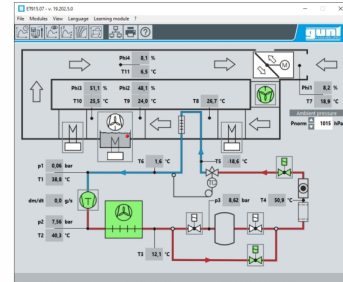 ET915.07 - v. 19.202.5.0
File Modules View Language Learning module ?
gunt
Phi4 8,1 %
T11 6,5 °C
Phi3 51,1 % Phi2 48,1 %
T10 25,5 °C T9 24,0 °C T8 26,7 °C
Phi1 8,2 %
T7 18,9 °C
Ambient pressure
Pnorm 1015 hPa
M
M
M
T6 1,6 °C
T5 -18,6 °C
TC
p1 0,06 bar
T1 38,8 °C
dm/dt 0,0 g/s
p3 8,62 bar T4 50,9 °C
p2 7,56 bar
T2 40,3 °C
T3 12,1 °C